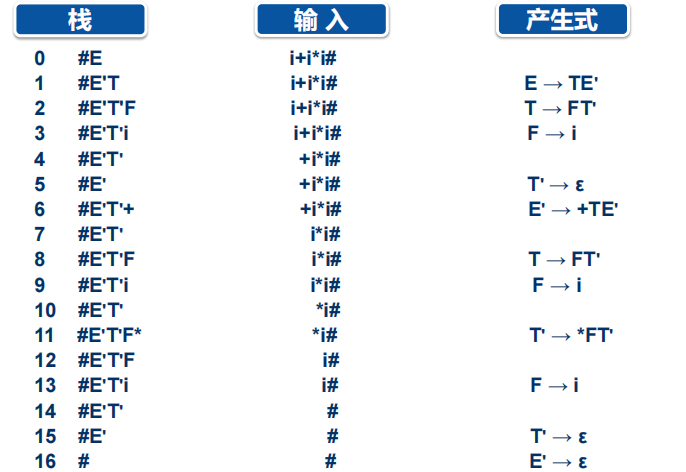 栈 输 入 产生式
0 #E i+i*i#
1 #E'T i+i*i# E → TE'
2 #E'T'F i+i*i# T → FT'
3 #E'T'i i+i*i# F → i
4 #E'T' +i*i#
5 #E' +i*i# T' → ε
6 #E'T'+ +i*i# E' → +TE'
7 #E'T' i*i#
8 #E'T'F i*i# T → FT'
9 #E'T'i i*i# F → i
10 #E'T' *i#
11 #E'T'F* *i# T' → *FT'
12 #E'T'F i#
13 #E'T'i i# F → i
14 #E'T' #
15 #E' # T' → ε
16 # # E' → ε